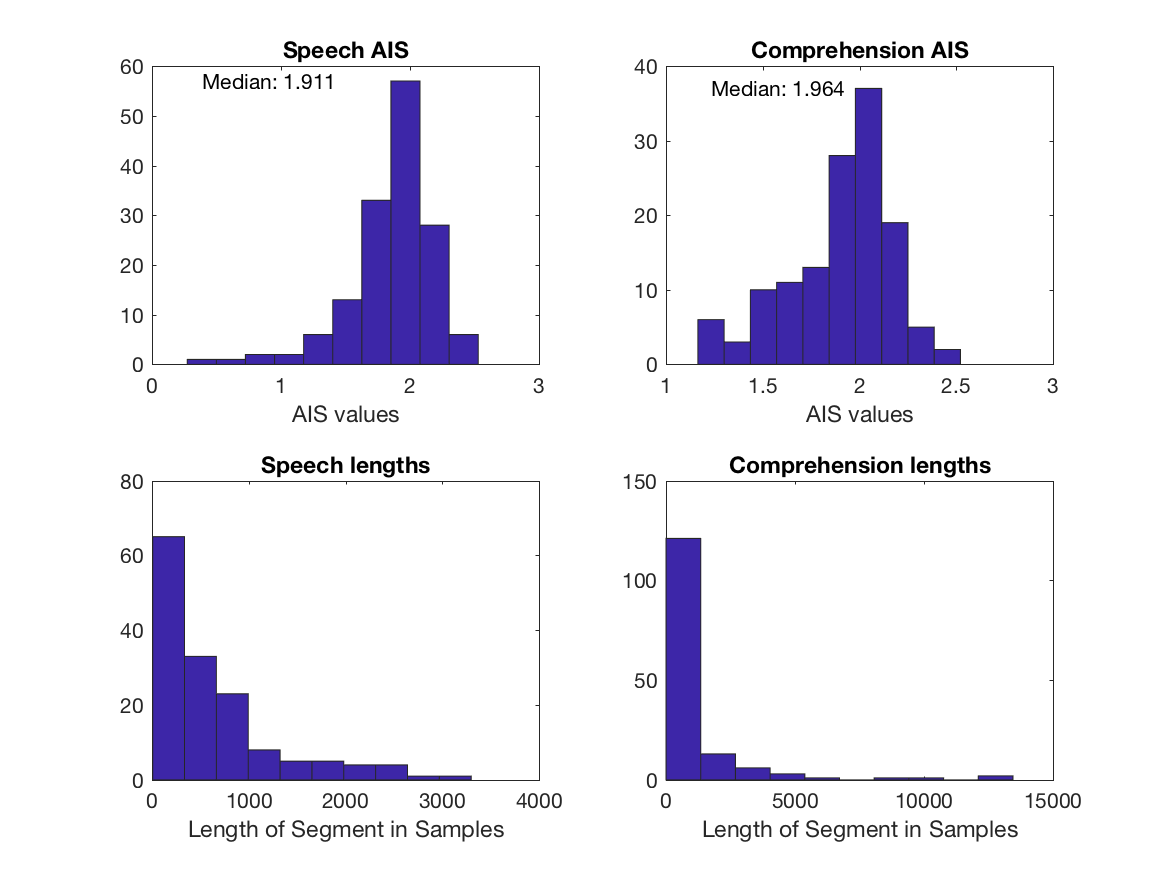 Speech AIS
Median: 1.911
60
50
40
30
20
10
0
0 1 2 3
AIS values
Comprehension AIS
Median: 1.964
40
30
20
10
0
1 1.5 2 2.5 3
AIS values
Speech lengths
80
60
40
20
0
0 1000 2000 3000 4000
Length of Segment in Samples
Comprehension lengths
150
100
50
0
0 5000 10000 15000
Length of Segment in Samples